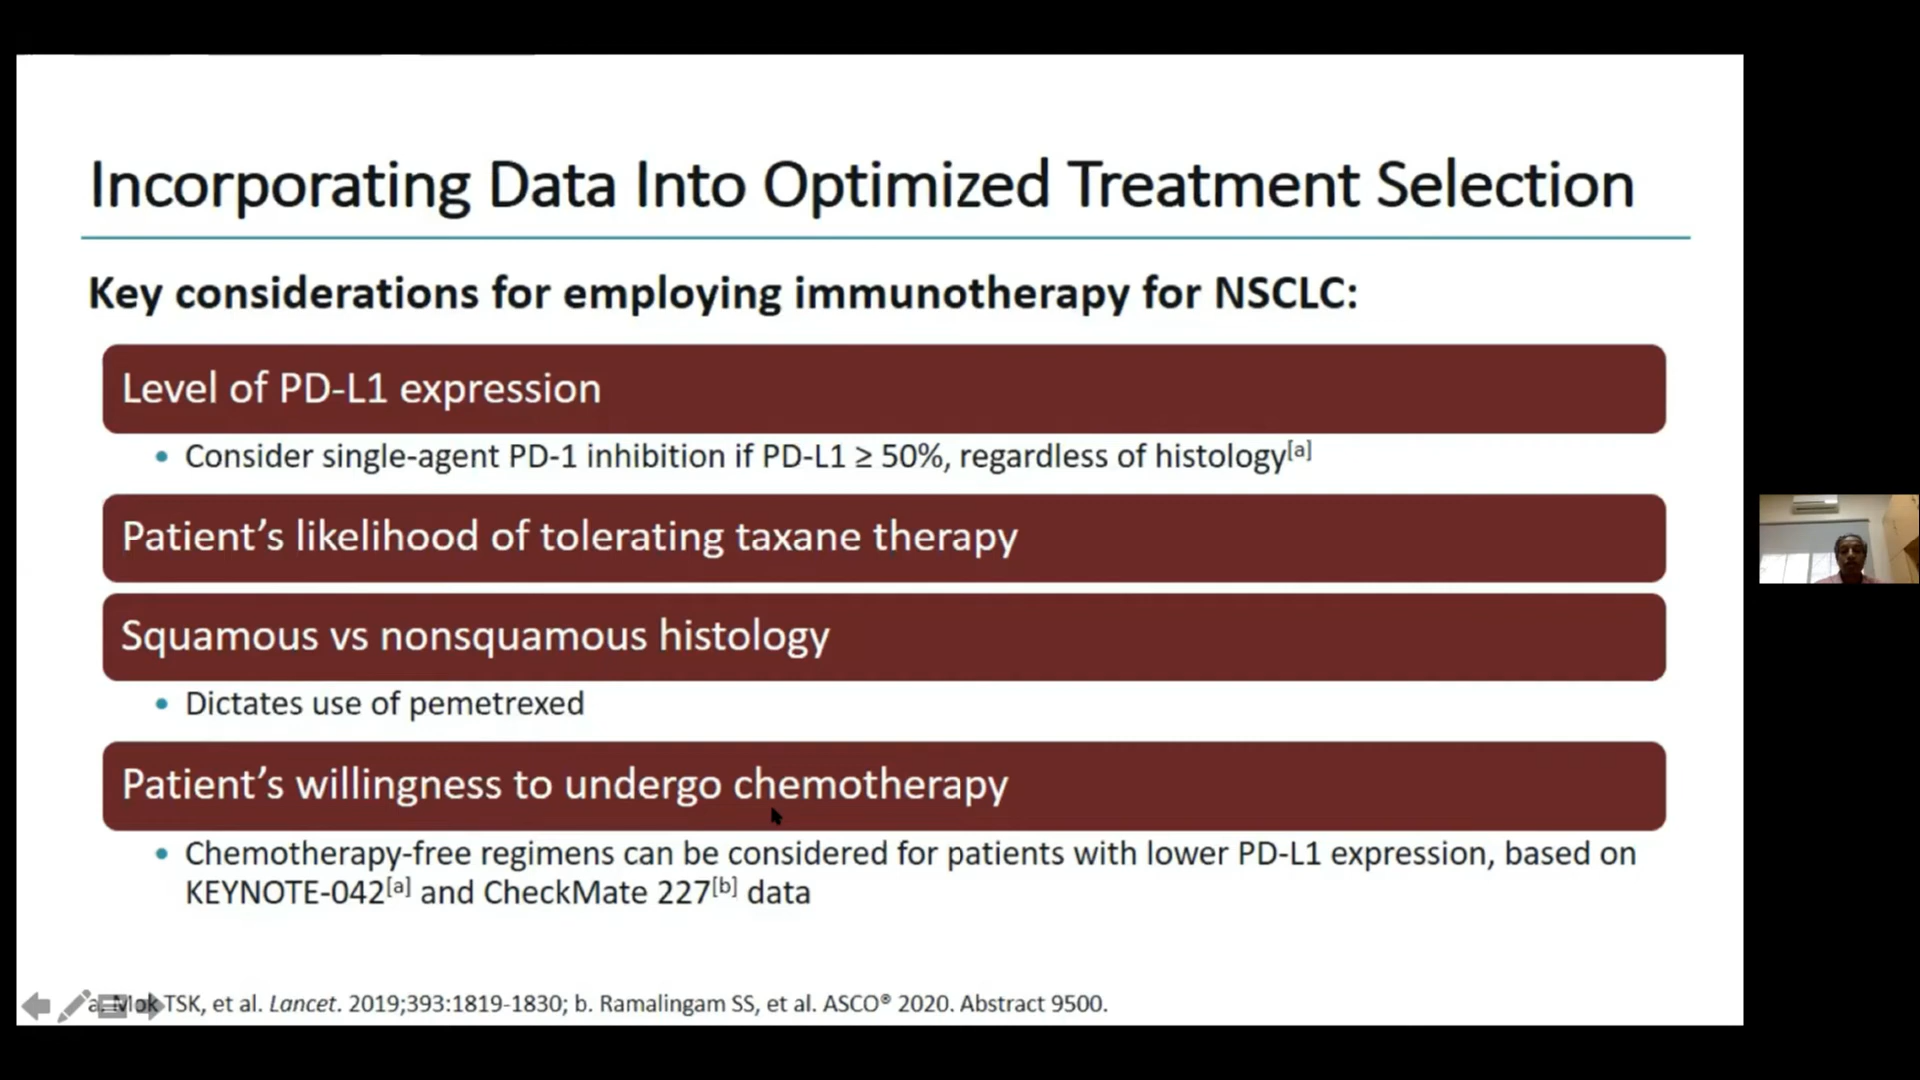 Incorporating Data Into Optimized Treatment Selection
Key considerations for employing immunotherapy for NSCLC:
Level of PD-L1 expression
• Consider single-agent PD-1 inhibition if PD-L1 ≥ 50%, regardless of histology[a]
Patient’s likelihood of tolerating taxane therapy
Squamous vs nonsquamous histology
• Dictates use of pemetrexed
Patient’s willingness to undergo chemotherapy
• Chemotherapy-free regimens can be considered for patients with lower PD-L1 expression, based on
KEYNOTE-042[a] and CheckMate 227[b] data
a. Mok TSK, et al. Lancet. 2019;393:1819-1830; b. Ramalingam SS, et al. ASCO® 2020. Abstract 9500.